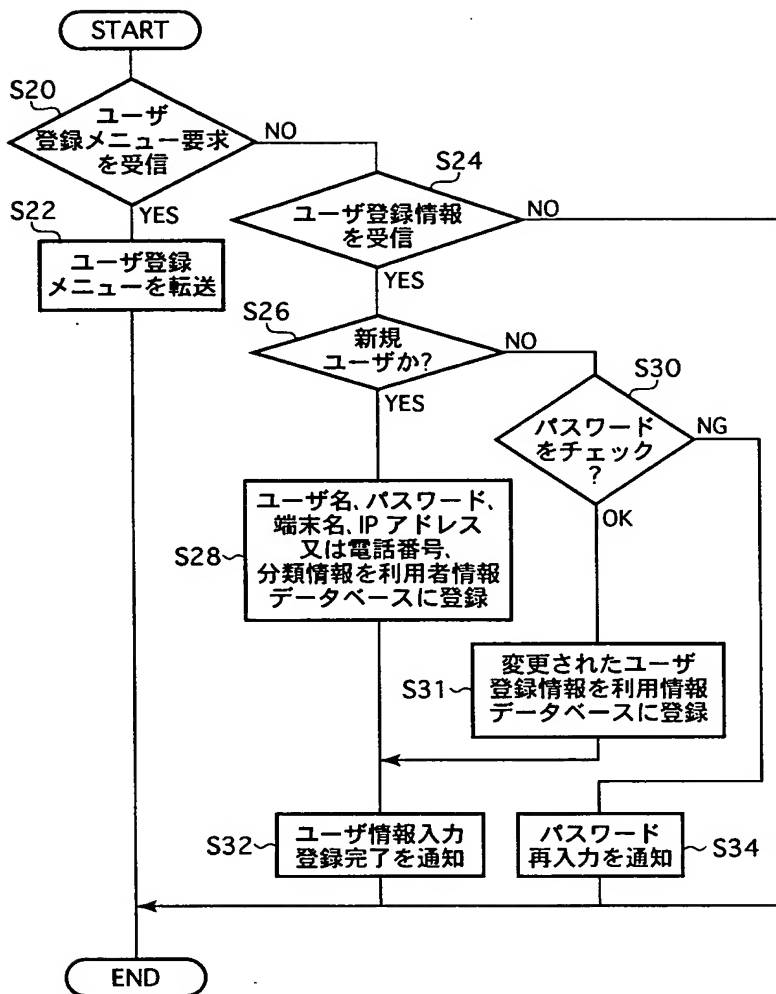 START
S20
ユーザ
登録メニュー要求
を受信
NO
YES
S22
ユーザ登録
メニューを転送
S24
ユーザ登録情報
を受信
NO
YES
S26
新規
ユーザか?
NO
YES
S30
パスワード
をチェック
?
NG
OK
S28
ユーザ名、パスワード、
端末名、IP アドレス
又は電話番号、
分類情報を利用者情報
データベースに登録
S31
変更されたユーザ
登録情報を利用情報
データベースに登録
S32
ユーザ情報入力
登録完了を通知
パスワード
再入力を通知
S34
END